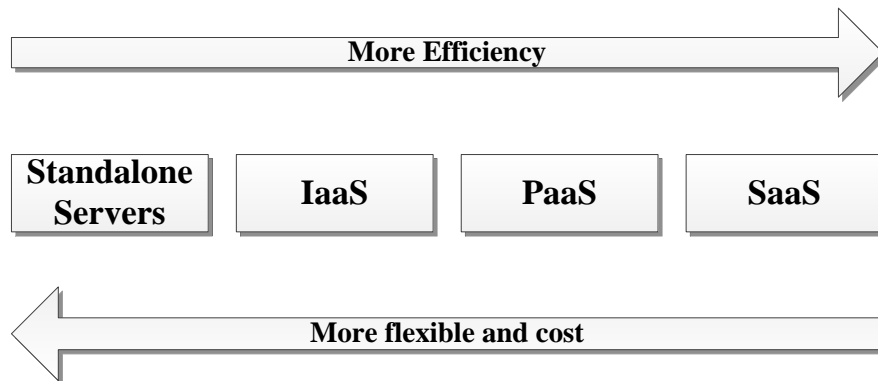 More Efficiency
Standalone
Servers
IaaS
PaaS
SaaS
More flexible and cost